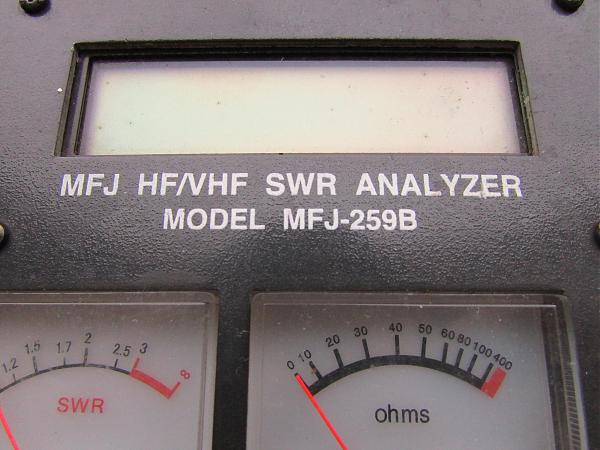 MFJ HF/VHF SWR ANALYZER
MODEL MFJ-259B
1.2 1.5 1.7 2 2.5 3 8
SWR
0 10 20 30 40 50 60 80 100 400
ohms